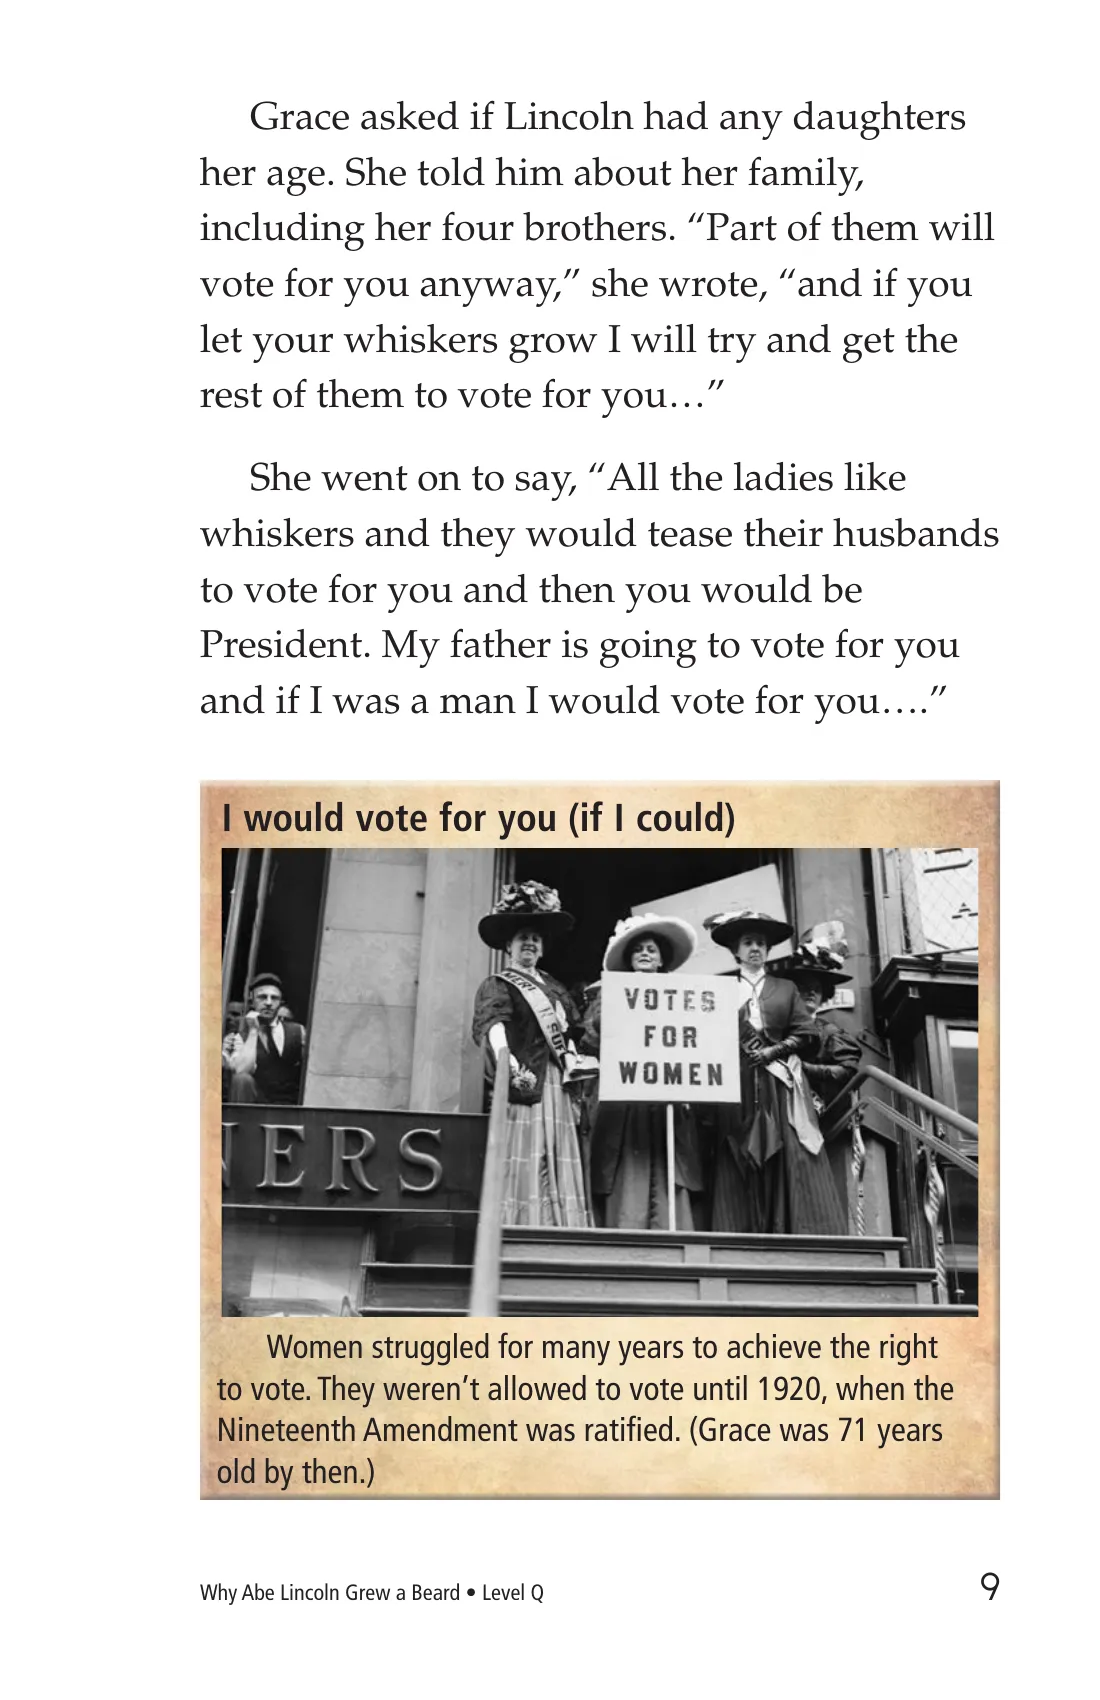 Grace asked if Lincoln had any daughters
her age. She told him about her family,
including her four brothers. “Part of them will
vote for you anyway,” she wrote, “and if you
let your whiskers grow I will try and get the
rest of them to vote for you…”
She went on to say, “All the ladies like
whiskers and they would tease their husbands
to vote for you and then you would be
President. My father is going to vote for you
and if I was a man I would vote for you….”
I would vote for you (if I could)
VOTES
FOR
WOMEN
NERS
Women struggled for many years to achieve the right
to vote. They weren’t allowed to vote until 1920, when the
Nineteenth Amendment was ratified. (Grace was 71 years
old by then.)
Why Abe Lincoln Grew a Beard • Level Q
9